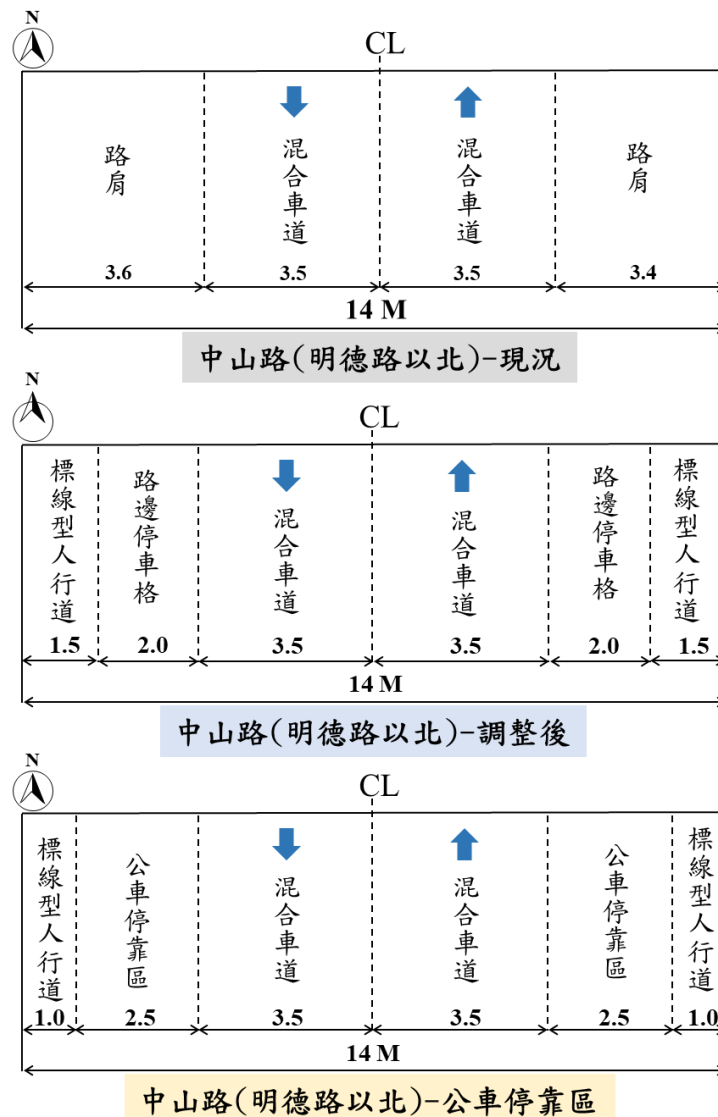 N
CL
路肩
混合車道
混合車道
路肩
3.6
3.5
3.5
3.4
14 M
中山路(明德路以北)-現況
N
CL
標線型人行道
路邊停車格
混合車道
混合車道
路邊停車格
標線型人行道
1.5
2.0
3.5
3.5
2.0
1.5
14 M
中山路(明德路以北)-調整後
N
CL
標線型人行道
公車停靠區
混合車道
混合車道
公車停靠區
標線型人行道
1.0
2.5
3.5
3.5
2.5
1.0
14 M
中山路(明德路以北)-公車停靠區